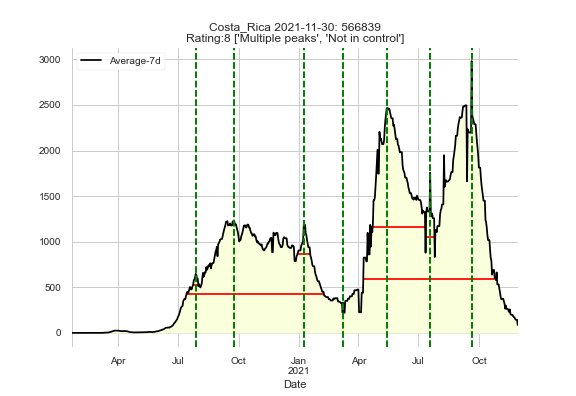 Costa_Rica 2021-11-30: 566839
Rating:8 ['Multiple peaks', 'Not in control']
Average-7d
3000
2500
2000
1500
1000
500
0
Apr
Jul
Oct
Jan
2021
Apr
Jul
Oct
Date